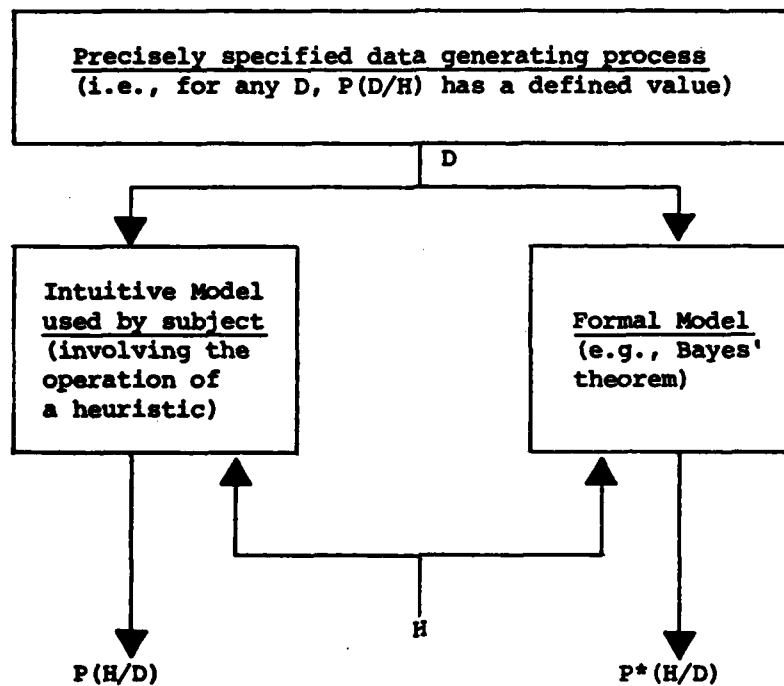 Precisely specified data generating process
(i.e., for any D, P(D/H) has a defined value)
D
Intuitive Model
used by subject
(involving the
operation of
a heuristic)
Formal Model
(e.g., Bayes'
theorem)
H
P(H/D)
P*(H/D)